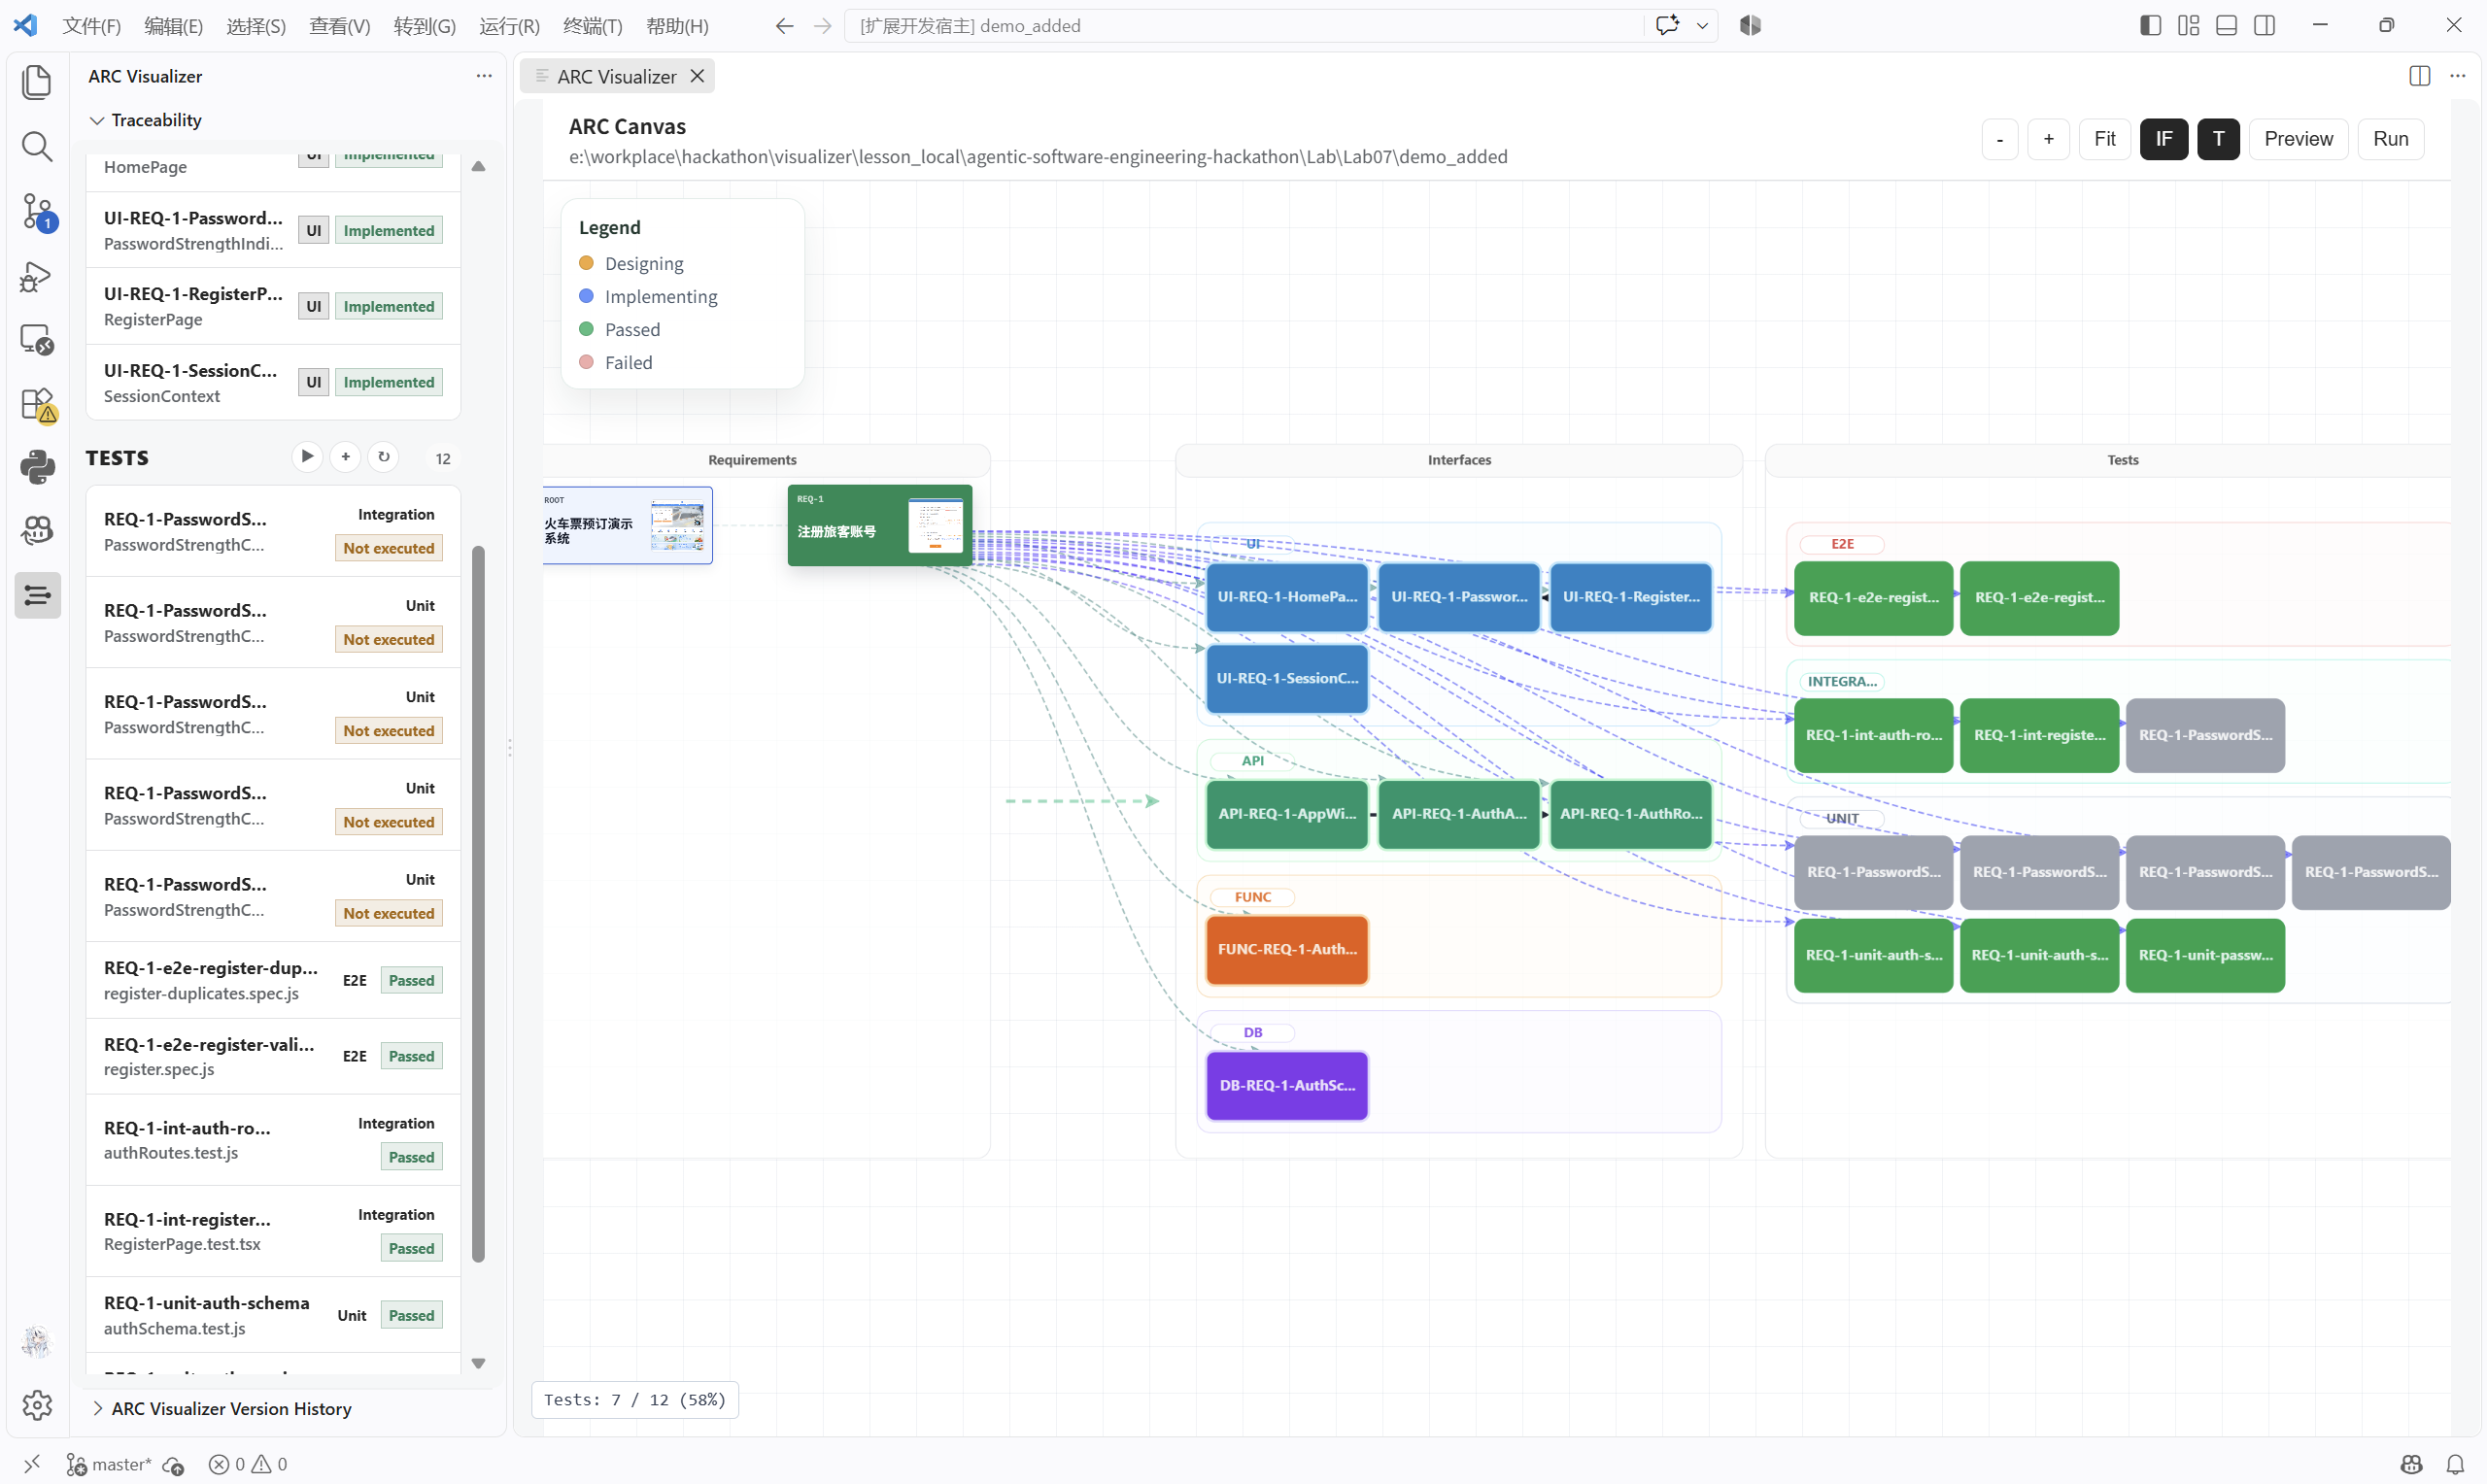 文件(F) 编辑(E) 选择(S) 查看(V) 转到(G) 运行(R) 终端(T) 帮助(H)
[扩展开发宿主] demo_added
ARC Visualizer
Traceability
HomePage
UI Implemented
UI-REQ-1-Password...
PasswordStrengthIndi...
UI Implemented
UI-REQ-1-RegisterP...
RegisterPage
UI Implemented
UI-REQ-1-SessionC...
SessionContext
UI Implemented
TESTS
12
REQ-1-PasswordS...
PasswordStrengthC...
Integration
Not executed
REQ-1-PasswordS...
PasswordStrengthC...
Unit
Not executed
REQ-1-PasswordS...
PasswordStrengthC...
Unit
Not executed
REQ-1-PasswordS...
PasswordStrengthC...
Unit
Not executed
REQ-1-PasswordS...
PasswordStrengthC...
Unit
Not executed
REQ-1-e2e-register-dup...
register-duplicates.spec.js
E2E Passed
REQ-1-e2e-register-vali...
register.spec.js
E2E Passed
REQ-1-int-auth-ro...
authRoutes.test.js
Integration
Passed
REQ-1-int-register...
RegisterPage.test.tsx
Integration
Passed
REQ-1-unit-auth-schema
authSchema.test.js
Unit Passed
ARC Visualizer Version History
master*
0 0
1
ARC Visualizer
ARC Canvas
e:\workplace\hackathon\visualizer\lesson_local\agentic-software-engineering-hackathon\Lab\Lab07\demo_added
- + Fit IF T Preview Run
Legend
Designing
Implementing
Passed
Failed
Requirements
ROOT
火车票预订演示
系统
REQ-1
注册旅客账号
Interfaces
UI
UI-REQ-1-HomePa... UI-REQ-1-Passwor... UI-REQ-1-Register...
UI-REQ-1-SessionC...
API
API-REQ-1-AppWi... API-REQ-1-AuthA... API-REQ-1-AuthRo...
FUNC
FUNC-REQ-1-Auth...
DB
DB-REQ-1-AuthSc...
Tests
E2E
REQ-1-e2e-regist... REQ-1-e2e-regist...
INTEGRA...
REQ-1-int-auth-ro... REQ-1-int-registe... REQ-1-PasswordS...
UNIT
REQ-1-PasswordS... REQ-1-PasswordS... REQ-1-PasswordS... REQ-1-PasswordS...
REQ-1-unit-auth-s... REQ-1-unit-auth-s... REQ-1-unit-passw...
Tests: 7 / 12 (58%)